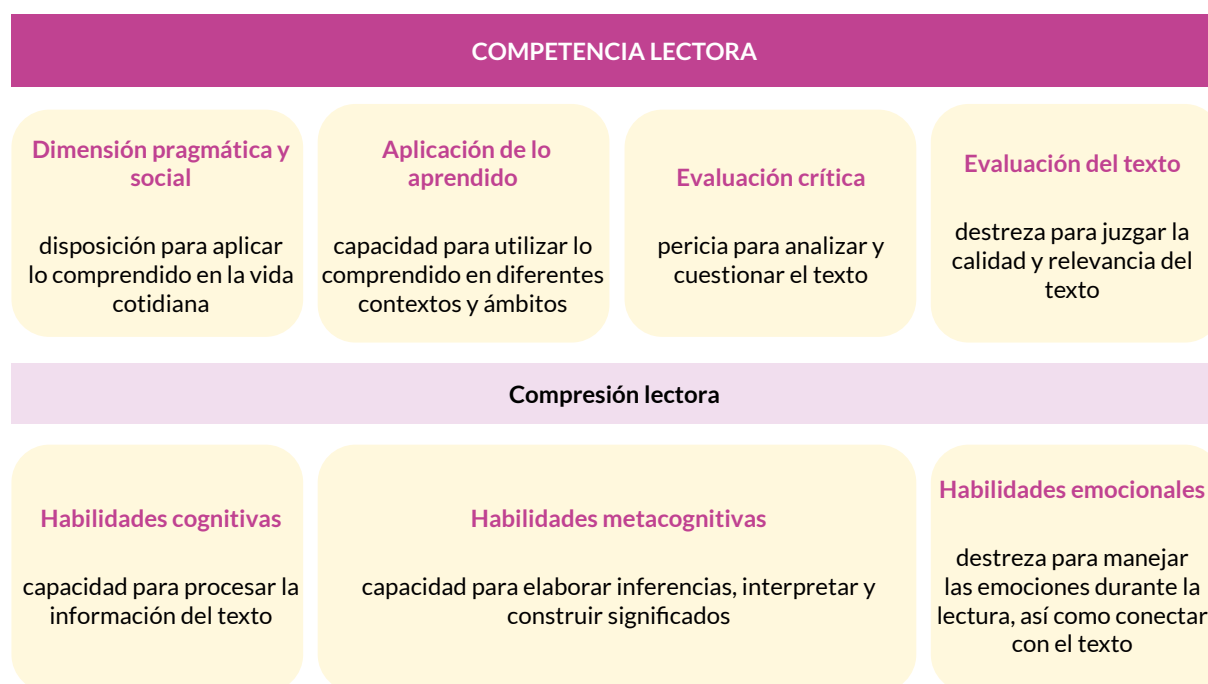 COMPETENCIA LECTORA
Dimensión pragmática y
social
disposición para aplicar
lo comprendido en la vida
cotidiana
Aplicación de lo
aprendido
capacidad para utilizar lo
comprendido en diferentes
contextos y ámbitos
Evaluación crítica
pericia para analizar y
cuestionar el texto
Evaluación del texto
destreza para juzgar la
calidad y relevancia del
texto
Compresión lectora
Habilidades cognitivas
capacidad para procesar la
información del texto
Habilidades metacognitivas
capacidad para elaborar inferencias, interpretar y
construir significados
Habilidades emocionales
destreza para manejar
las emociones durante la
lectura, así como conectar
con el texto